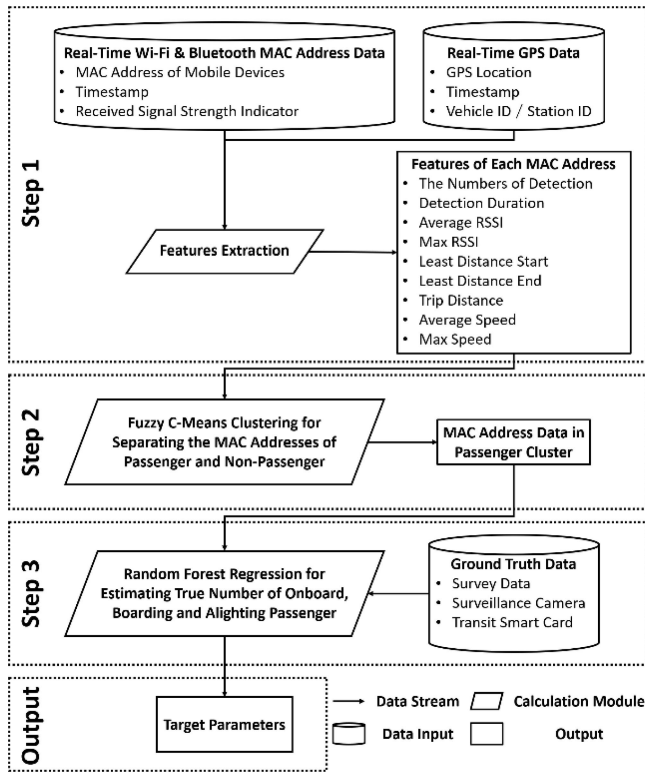 Step 1
Real-Time Wi-Fi & Bluetooth MAC Address Data
• MAC Address of Mobile Devices
• Timestamp
• Received Signal Strength Indicator
Real-Time GPS Data
• GPS Location
• Timestamp
• Vehicle ID / Station ID
Features Extraction
Features of Each MAC Address
• The Numbers of Detection
• Detection Duration
• Average RSSI
• Max RSSI
• Least Distance Start
• Least Distance End
• Trip Distance
• Average Speed
• Max Speed
Step 2
Fuzzy C-Means Clustering for
Separating the MAC Addresses of
Passenger and Non-Passenger
MAC Address Data in
Passenger Cluster
Step 3
Random Forest Regression for
Estimating True Number of Onboard,
Boarding and Alighting Passenger
Ground Truth Data
• Survey Data
• Surveillance Camera
• Transit Smart Card
Output
Target Parameters
Data Stream
Calculation Module
Data Input
Output